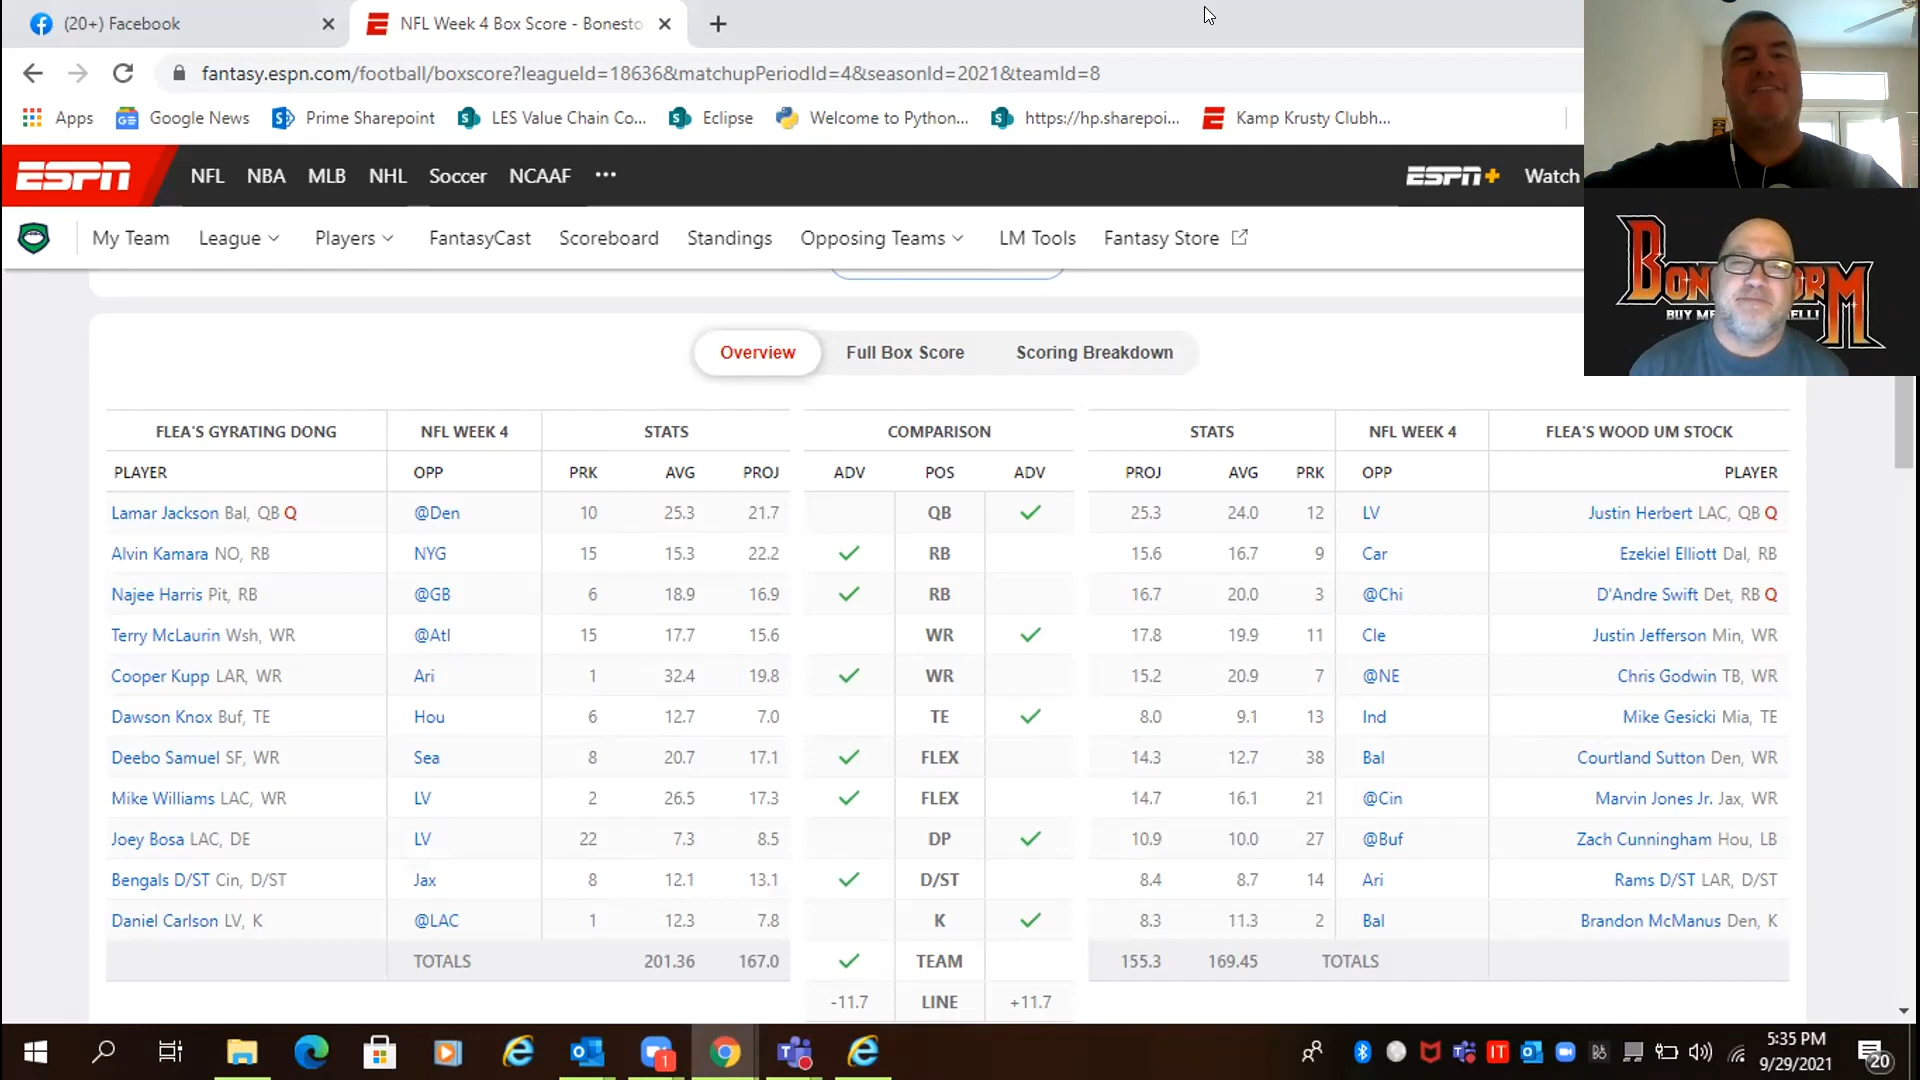 (20+) Facebook
NFL Week 4 Box Score - Bonesto
fantasy.espn.com/football/boxscore?leagueId=18636&matchupPeriodId=4&seasonId=2021&teamId=8
Apps Google News Prime Sharepoint LES Value Chain Co... Eclipse Welcome to Python... https://hp.sharepoi... Kamp Krusty Clubh...
ESPN NFL NBA MLB NHL Soccer NCAAF ••• ESPN+ Watch
My Team League Players FantasyCast Scoreboard Standings Opposing Teams LM Tools Fantasy Store
Overview Full Box Score Scoring Breakdown
FLEA'S GYRATING DONG NFL WEEK 4 STATS COMPARISON STATS NFL WEEK 4 FLEA'S WOOD UM STOCK
PLAYER OPP PRK AVG PROJ ADV POS ADV PROJ AVG PRK OPP PLAYER
Lamar Jackson Bal, QB Q @Den 10 25.3 21.7 QB 25.3 24.0 12 LV Justin Herbert LAC, QB Q
Alvin Kamara NO, RB NYG 15 15.3 22.2 RB 15.6 16.7 9 Car Ezekiel Elliott Dal, RB
Najee Harris Pit, RB @GB 6 18.9 16.9 RB 16.7 20.0 3 @Chi D'Andre Swift Det, RB Q
Terry McLaurin Wsh, WR @Atl 15 17.7 15.6 WR 17.8 19.9 11 Cle Justin Jefferson Min, WR
Cooper Kupp LAR, WR Ari 1 32.4 19.8 WR 15.2 20.9 7 @NE Chris Godwin TB, WR
Dawson Knox Buf, TE Hou 6 12.7 7.0 TE 8.0 9.1 13 Ind Mike Gesicki Mia, TE
Deebo Samuel SF, WR Sea 8 20.7 17.1 FLEX 14.3 12.7 38 Bal Courtland Sutton Den, WR
Mike Williams LAC, WR LV 2 26.5 17.3 FLEX 14.7 16.1 21 @Cin Marvin Jones Jr. Jax, WR
Joey Bosa LAC, DE LV 22 7.3 8.5 DP 10.9 10.0 27 @Buf Zach Cunningham Hou, LB
Bengals D/ST Cin, D/ST Jax 8 12.1 13.1 D/ST 8.4 8.7 14 Ari Rams D/ST LAR, D/ST
Daniel Carlson LV, K @LAC 1 12.3 7.8 K 8.3 11.3 2 Bal Brandon McManus Den, K
TOTALS 201.36 167.0 TEAM 155.3 169.45 TOTALS
-11.7 LINE +11.7
5:35 PM
9/29/2021
20
1